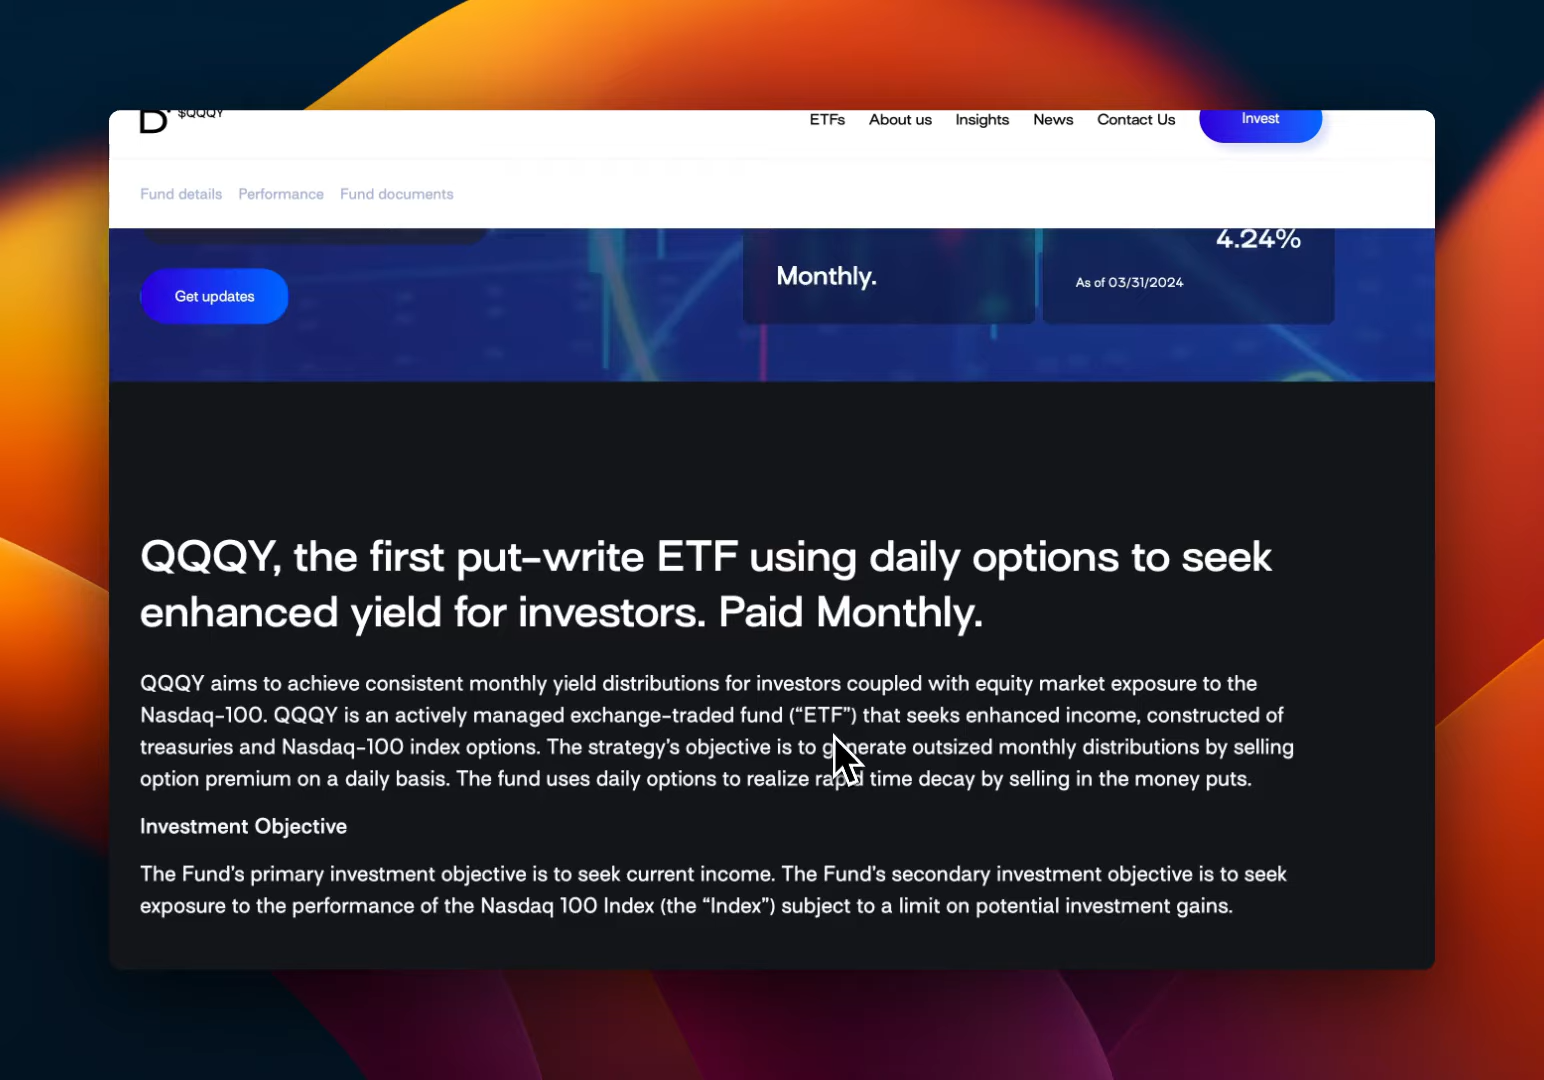 $QQQY
ETFs
About us
Insights
News
Contact Us
Invest
Fund details
Performance
Fund documents
Get updates
Monthly.
4.24%
As of 03/31/2024
QQQY, the first put-write ETF using daily options to seek
enhanced yield for investors. Paid Monthly.
QQQY aims to achieve consistent monthly yield distributions for investors coupled with equity market exposure to the
Nasdaq-100. QQQY is an actively managed exchange-traded fund (“ETF”) that seeks enhanced income, constructed of
treasuries and Nasdaq-100 index options. The strategy’s objective is to generate outsized monthly distributions by selling
option premium on a daily basis. The fund uses daily options to realize rapid time decay by selling in the money puts.
Investment Objective
The Fund’s primary investment objective is to seek current income. The Fund’s secondary investment objective is to seek
exposure to the performance of the Nasdaq 100 Index (the “Index”) subject to a limit on potential investment gains.